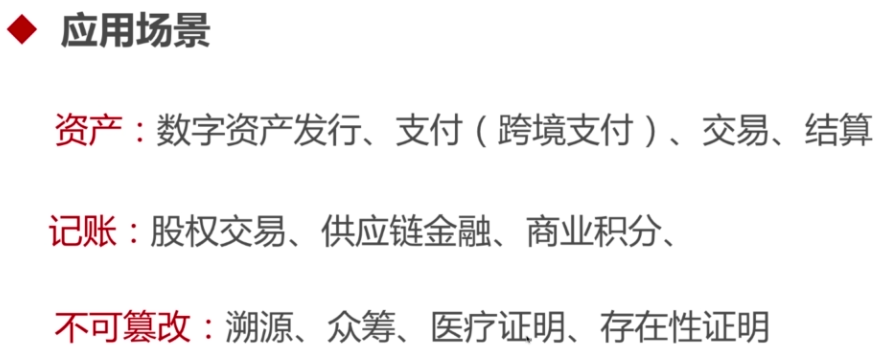 应用场景
资产：数字资产发行、支付（跨境支付）、交易、结算
记账：股权交易、供应链金融、商业积分、
不可篡改：溯源、众筹、医疗证明、存在性证明